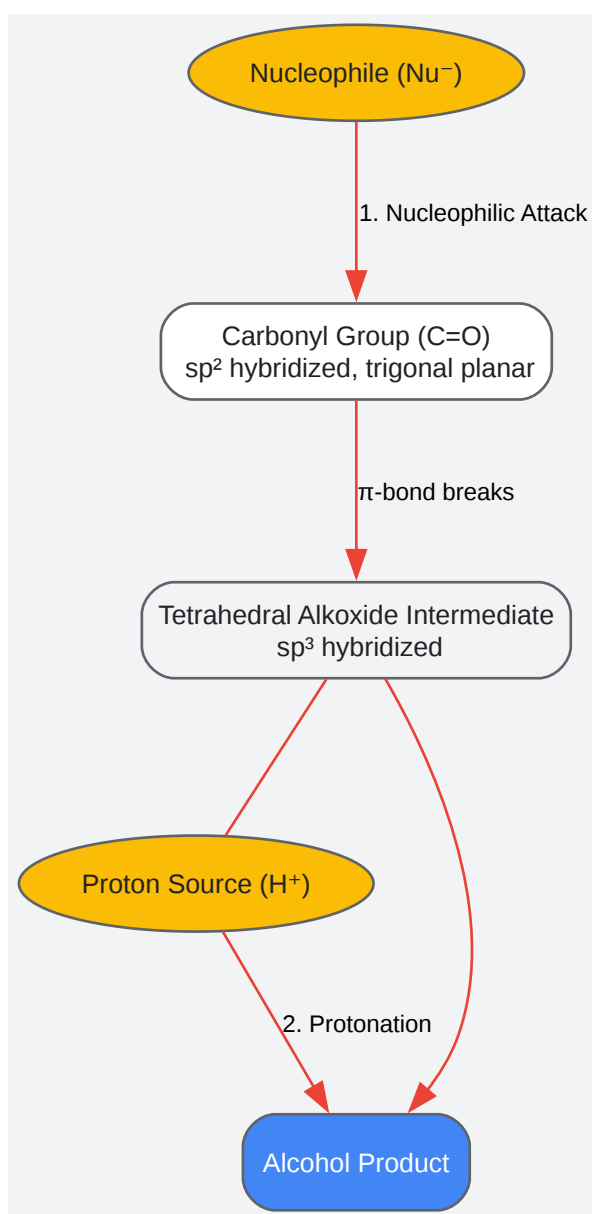 Nucleophile (Nu⁻)
1. Nucleophilic Attack
Carbonyl Group (C=O)
sp² hybridized, trigonal planar
π-bond breaks
Tetrahedral Alkoxide Intermediate
sp³ hybridized
Proton Source (H⁺)
2. Protonation
Alcohol Product